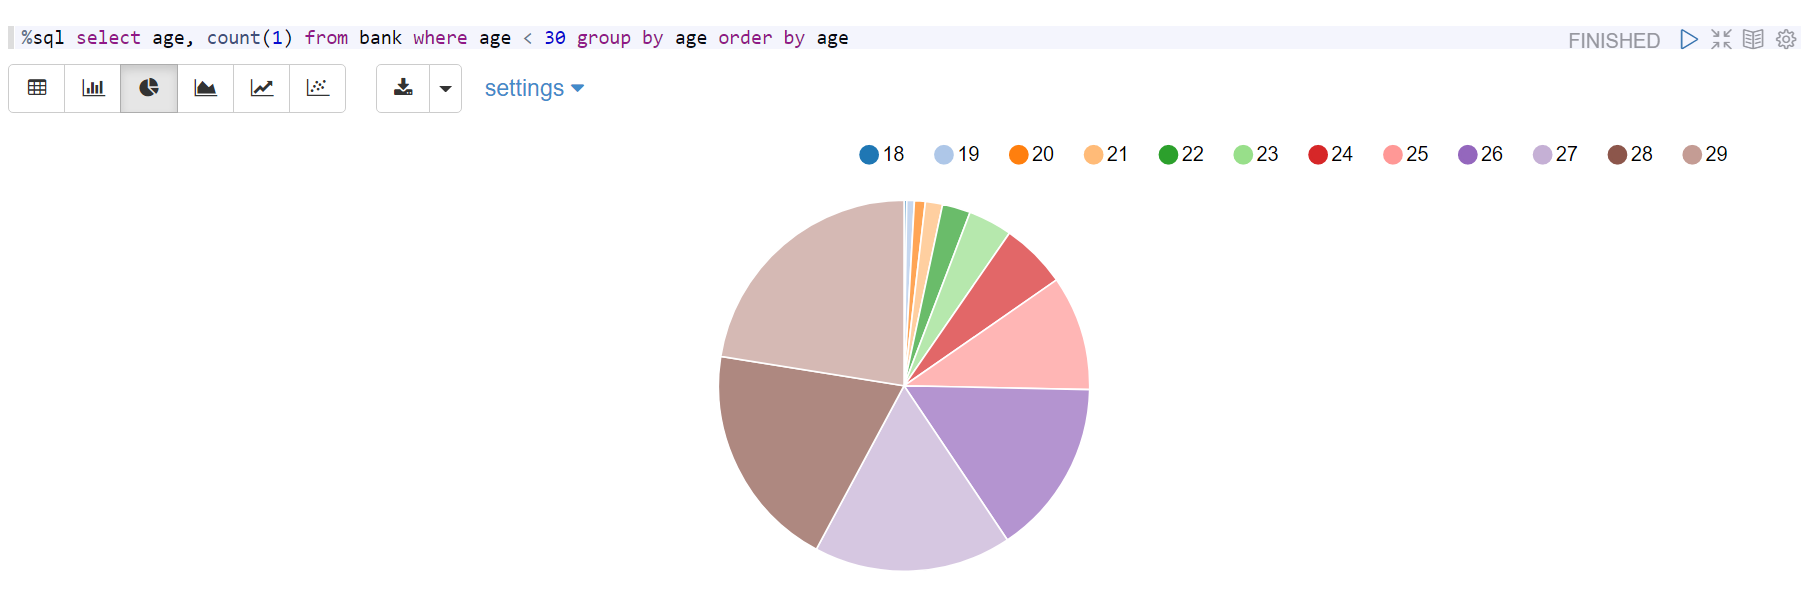 %sql select age, count(1) from bank where age < 30 group by age order by age
FINISHED
settings
18 19 20 21 22 23 24 25 26 27 28 29